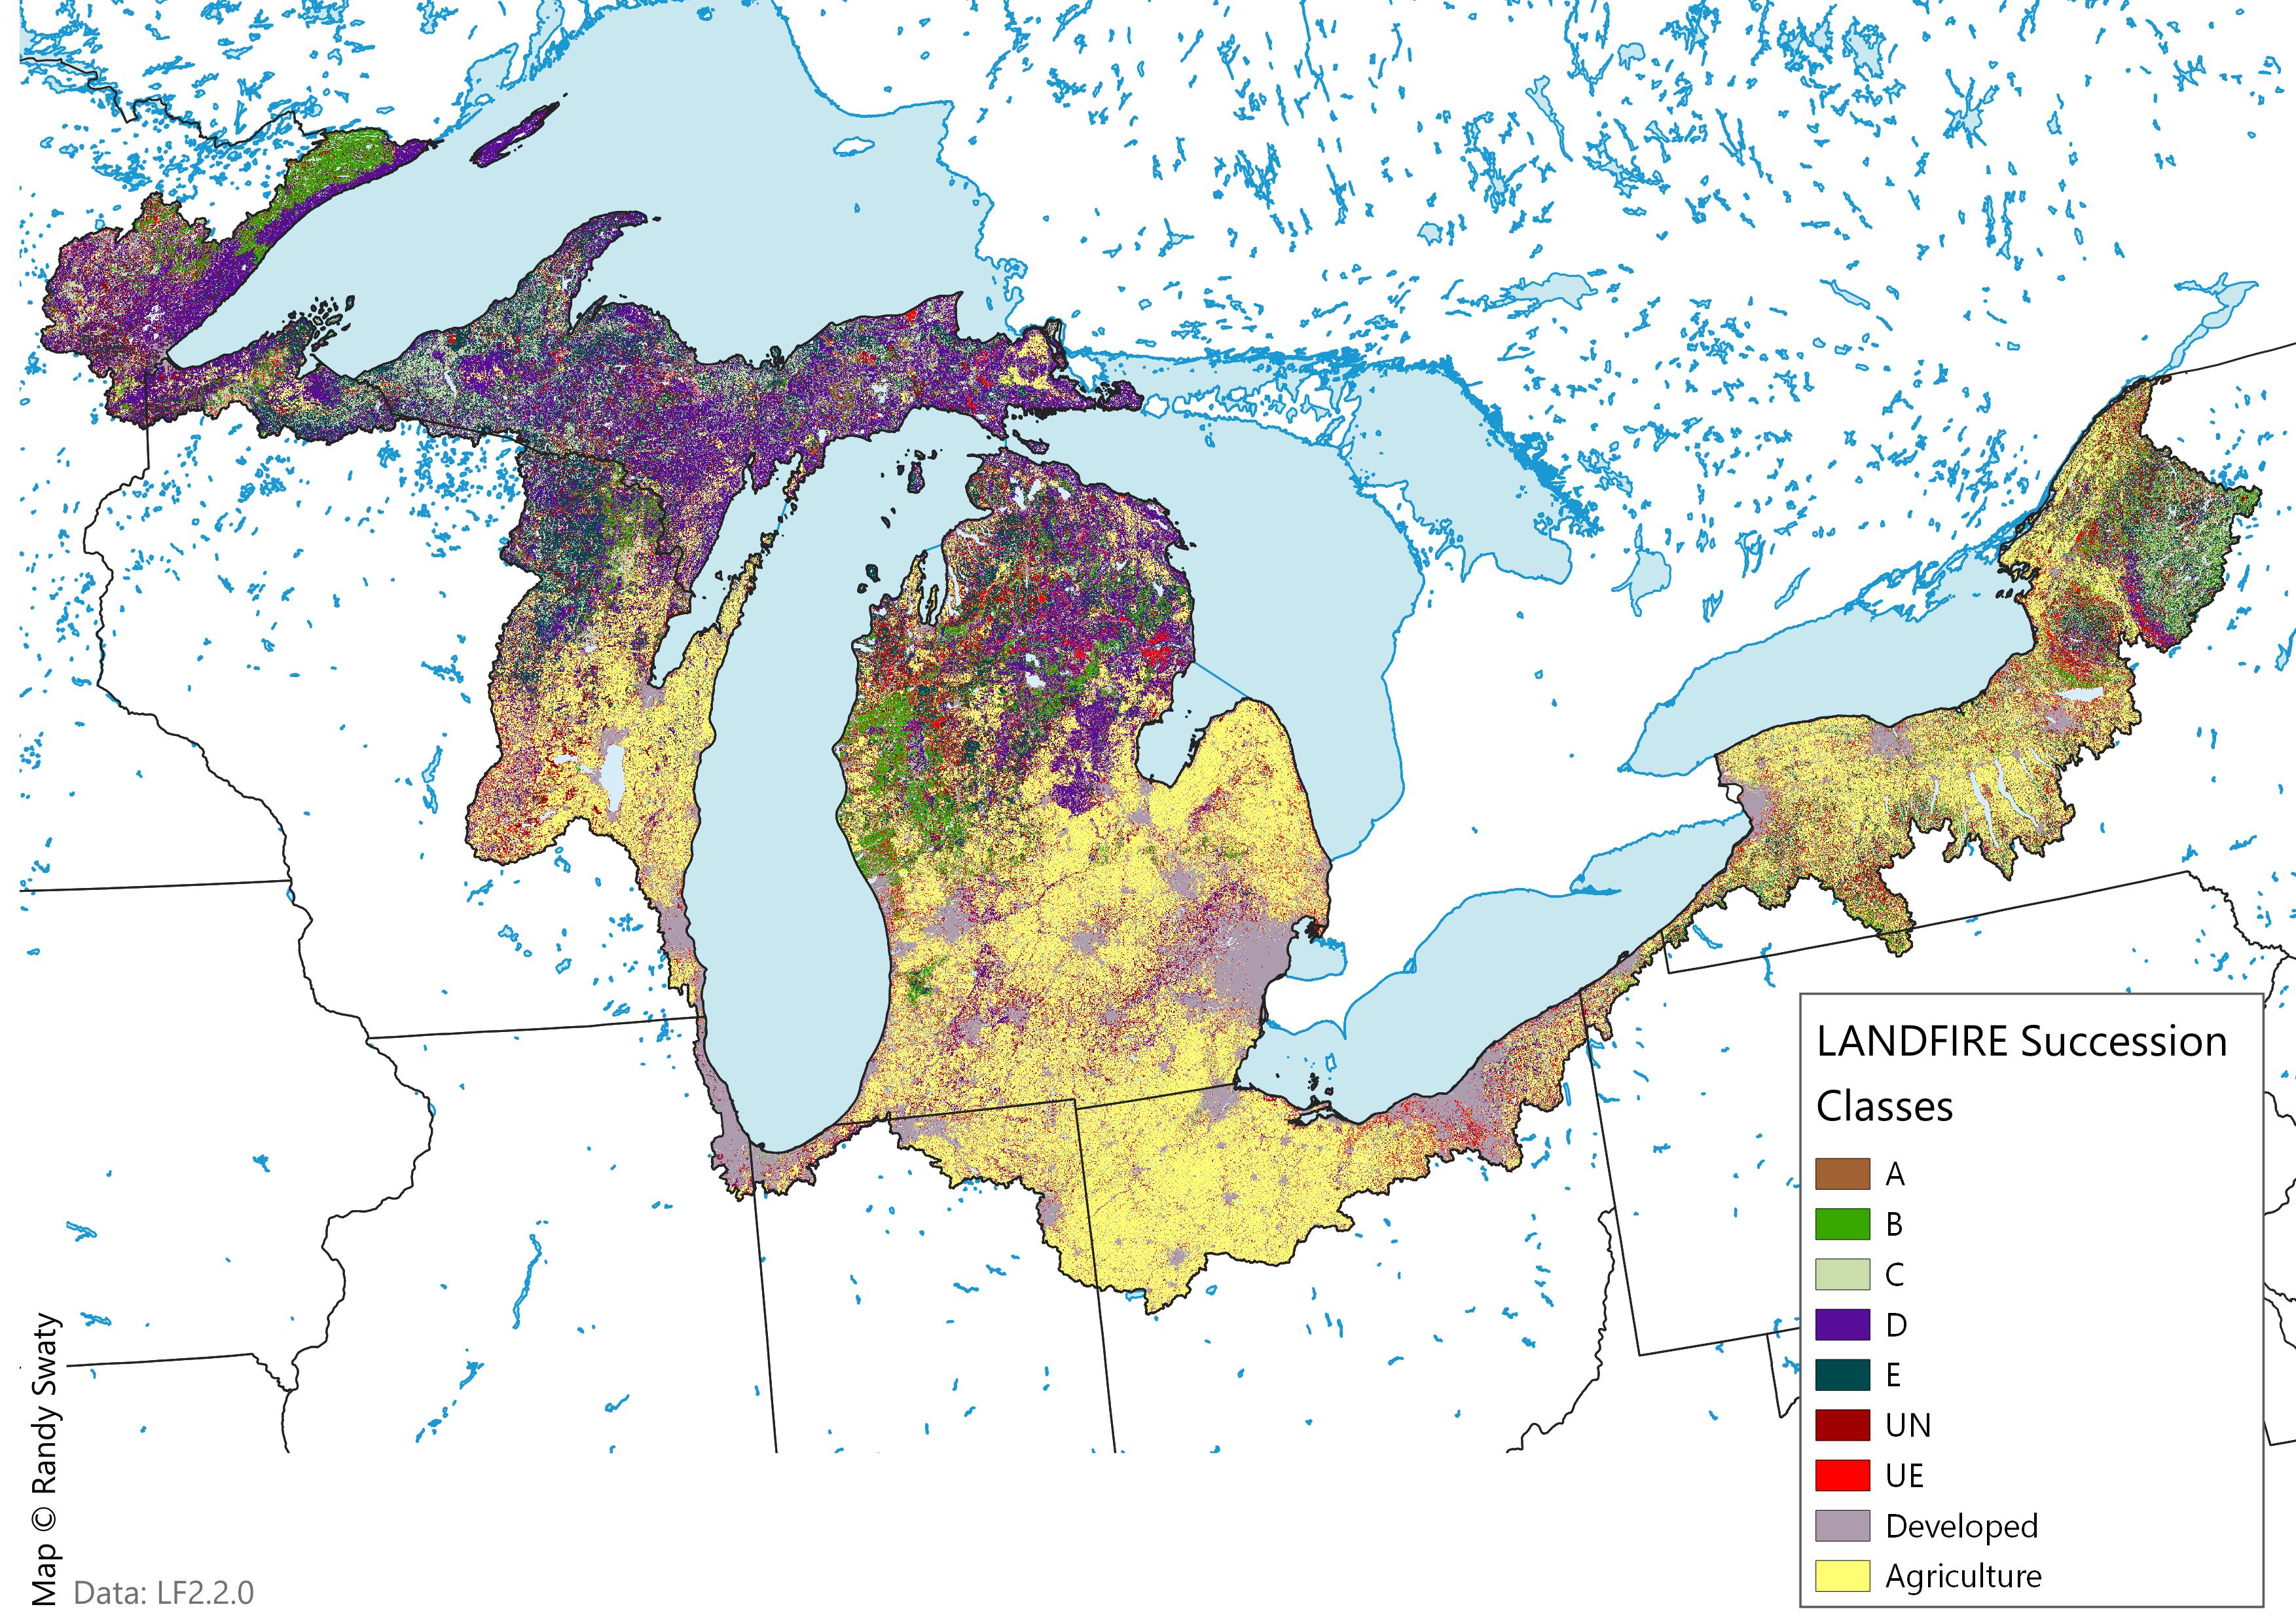 LANDFIRE Succession
Classes
A
B
C
D
E
UN
UE
Developed
Agriculture
Map © Randy Swaty
Data: LF2.2.0